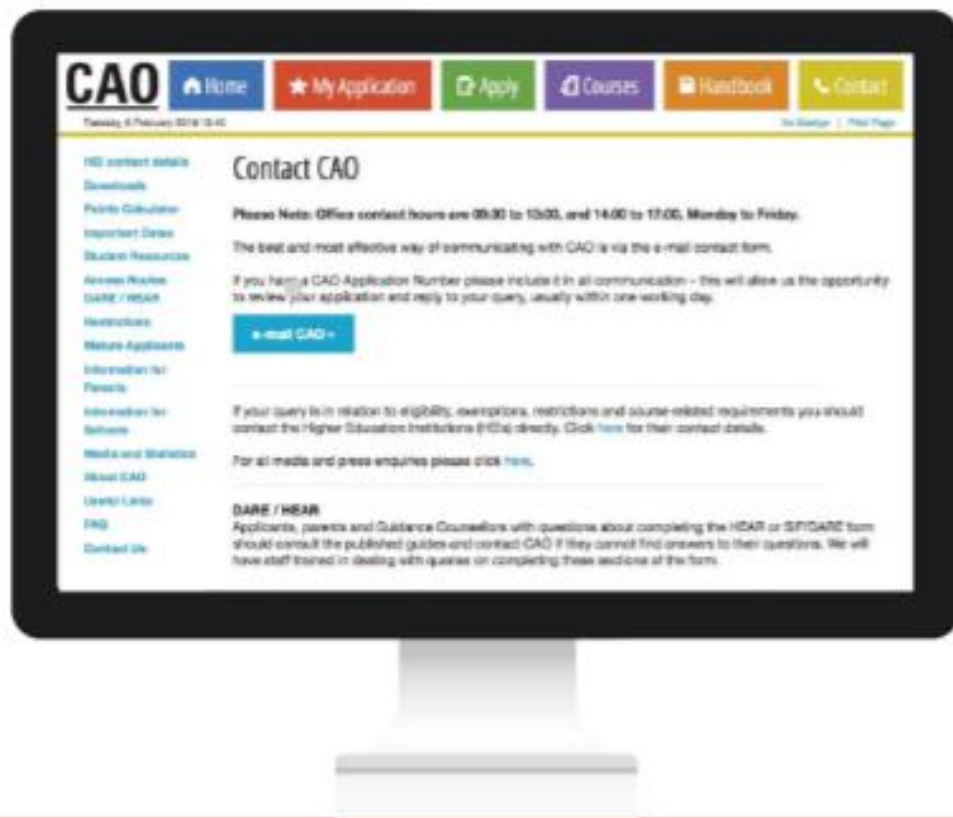 CAO
Home
My Application
Apply
Courses
Handbook
Contact
Tuesday, 6 February
Print Page
HEI contact details
Downloads
Points Calculator
Important Dates
Student Resources
Access Routes
DARE / HEAR
Restrictions
Mature Applicants
Information for
Parents
Information for
Schools
Media and Statistics
About CAO
Useful Links
FAQ
Contact Us
Contact CAO
Please Note: Office contact hours are 09:30 to 13:00, and 14:00 to 17:00, Monday to Friday.
The best and most effective way of communicating with CAO is via the e-mail contact form.
If you have a CAO Application Number please include it in all communication – this will allow us the opportunity
to review your application and reply to your query, usually within one working day.
e-mail CAO »
If your query is in relation to eligibility, exemptions, restrictions and course-related requirements you should
contact the Higher Education Institutions (HEIs) directly. Click here for their contact details.
For all media and press enquiries please click here.
DARE / HEAR
Applicants, parents and Guidance Counsellors with questions about completing the HEAR or SIF/DARE form
should consult the published guides and contact CAO if they cannot find answers to their questions. We will
have staff trained in dealing with queries on completing these sections of the form.